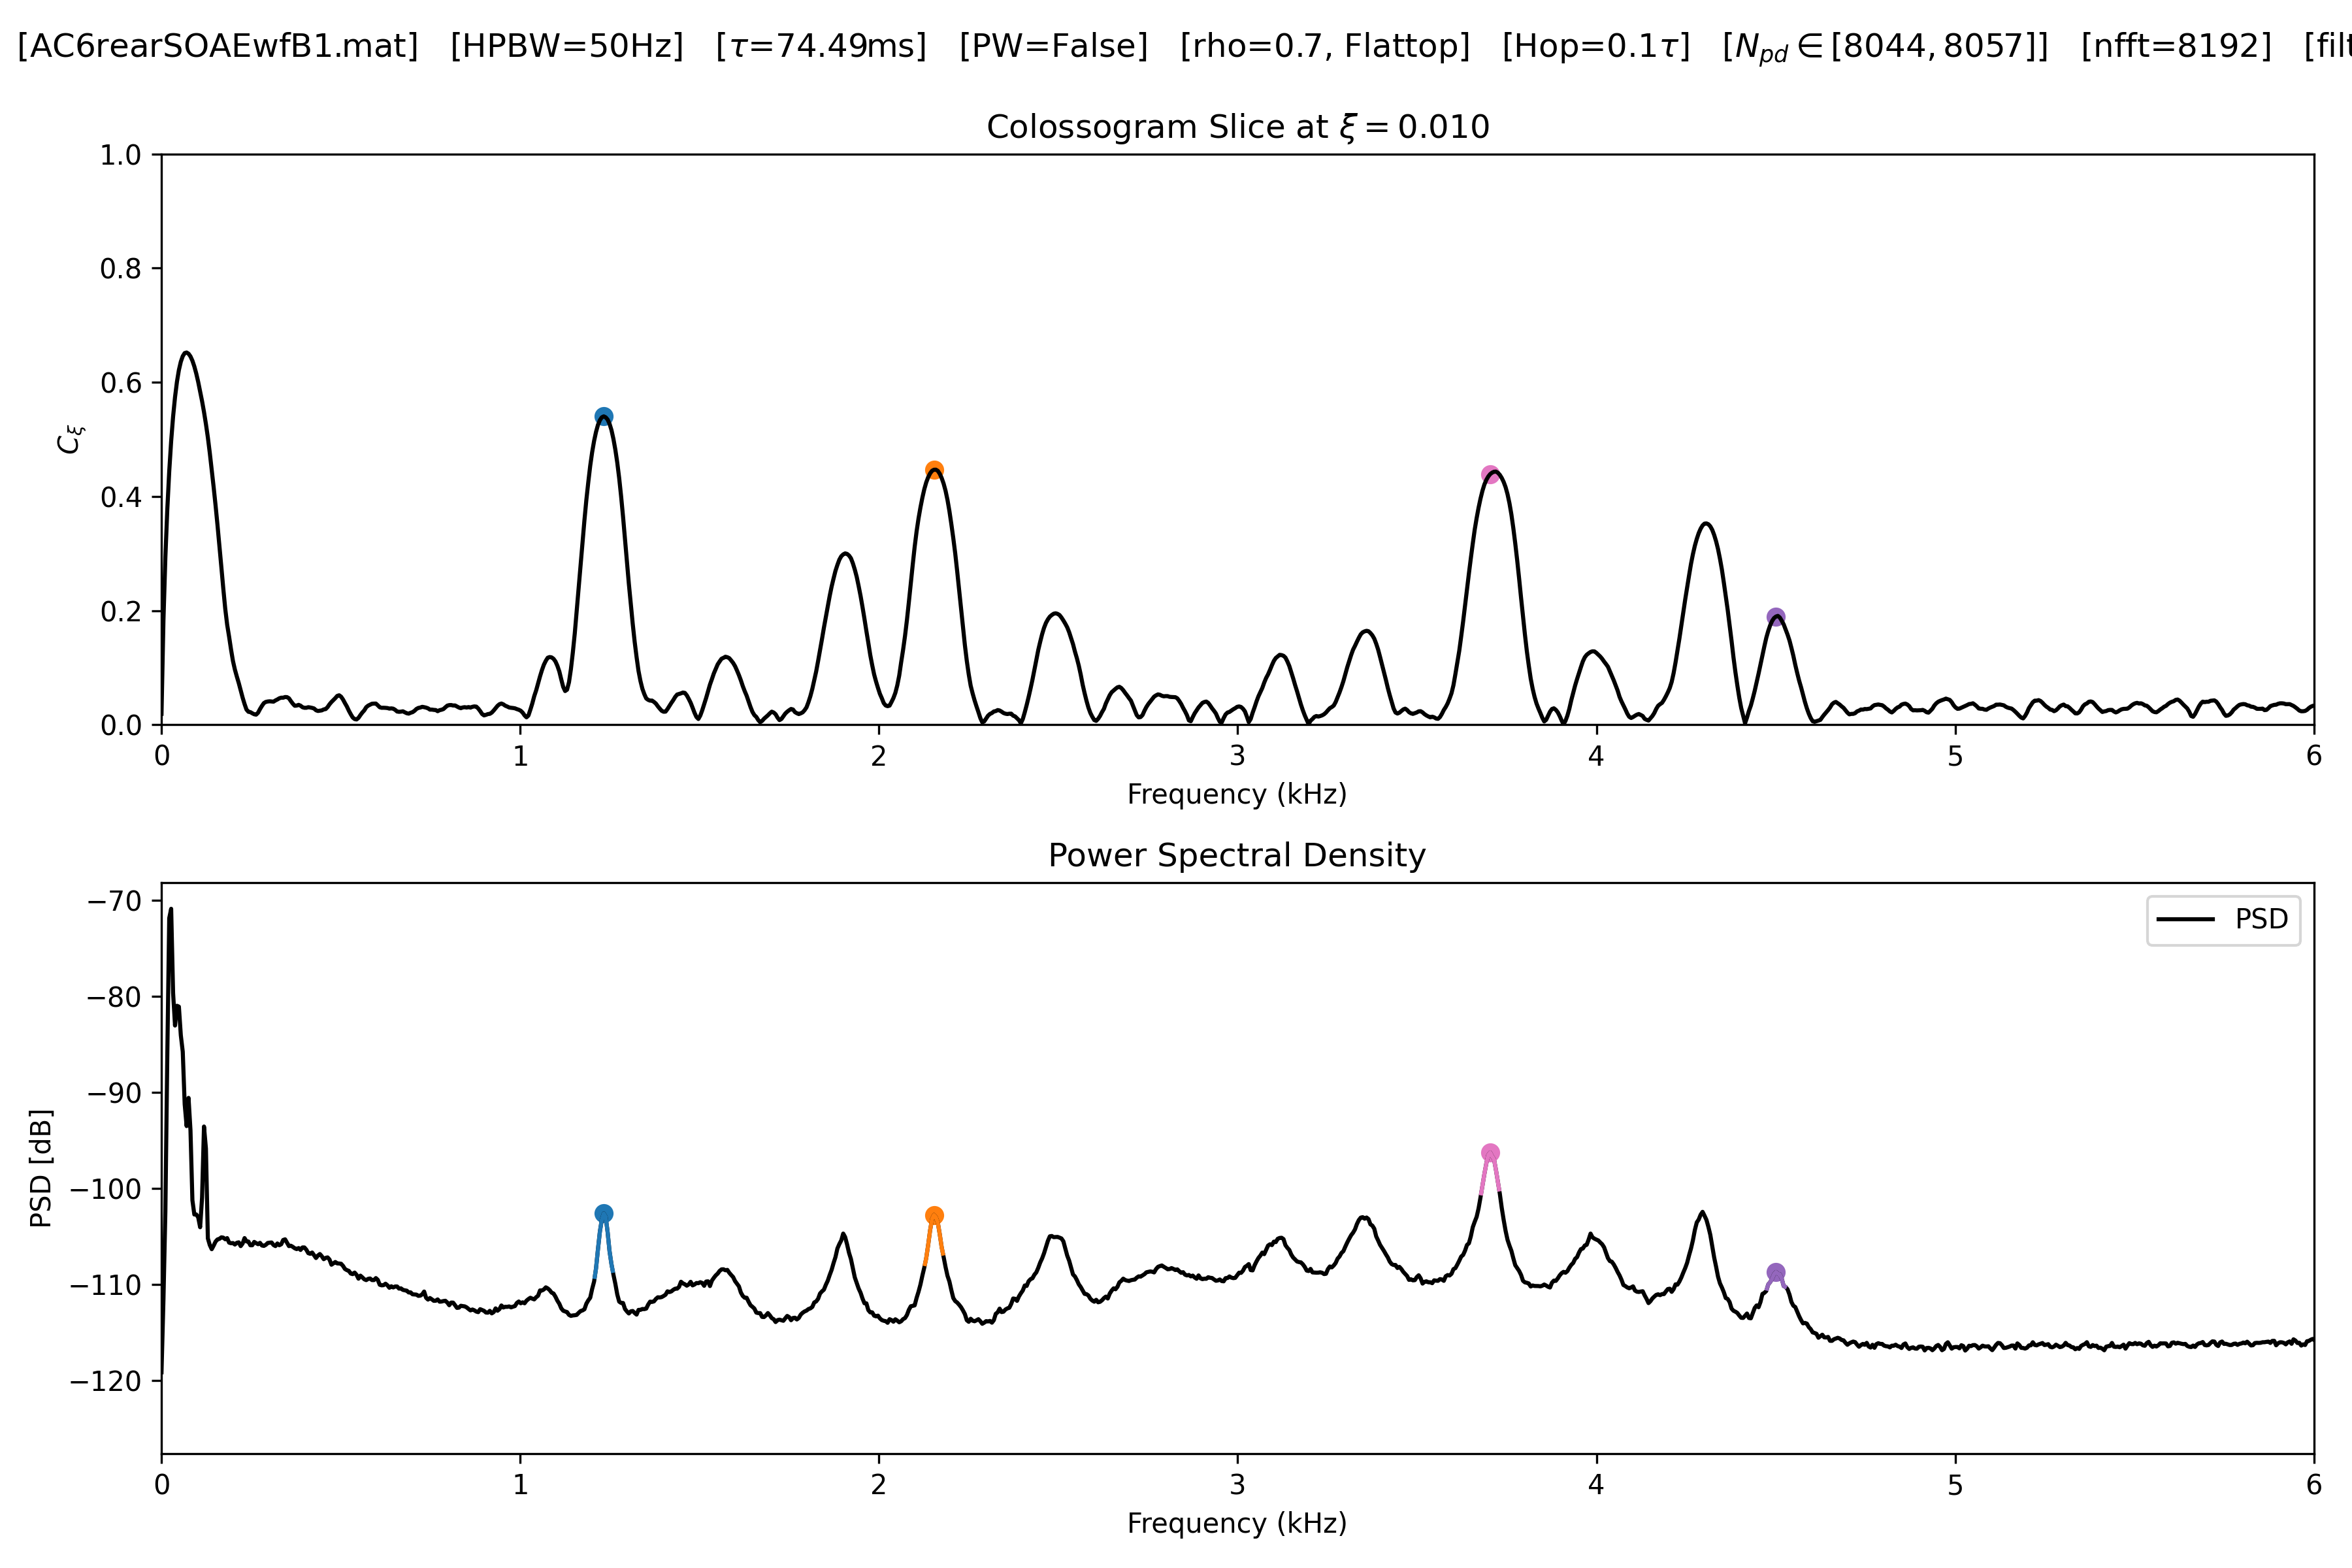 [AC6rearSOAEwfB1.mat] [HPBW=50Hz] [τ=74.49ms] [PW=False] [rho=0.7, Flattop] [Hop=0.1τ] [N_pd ∈ [8044, 8057]] [nfft=8192]
Colossogram Slice at ξ = 0.010
1.0
0.8
0.6
0.4
0.2
0.0
C_ξ
0 1 2 3 4 5 6
Frequency (kHz)
Power Spectral Density
−70
−80
−90
−100
−110
−120
PSD [dB]
PSD
0 1 2 3 4 5 6
Frequency (kHz)